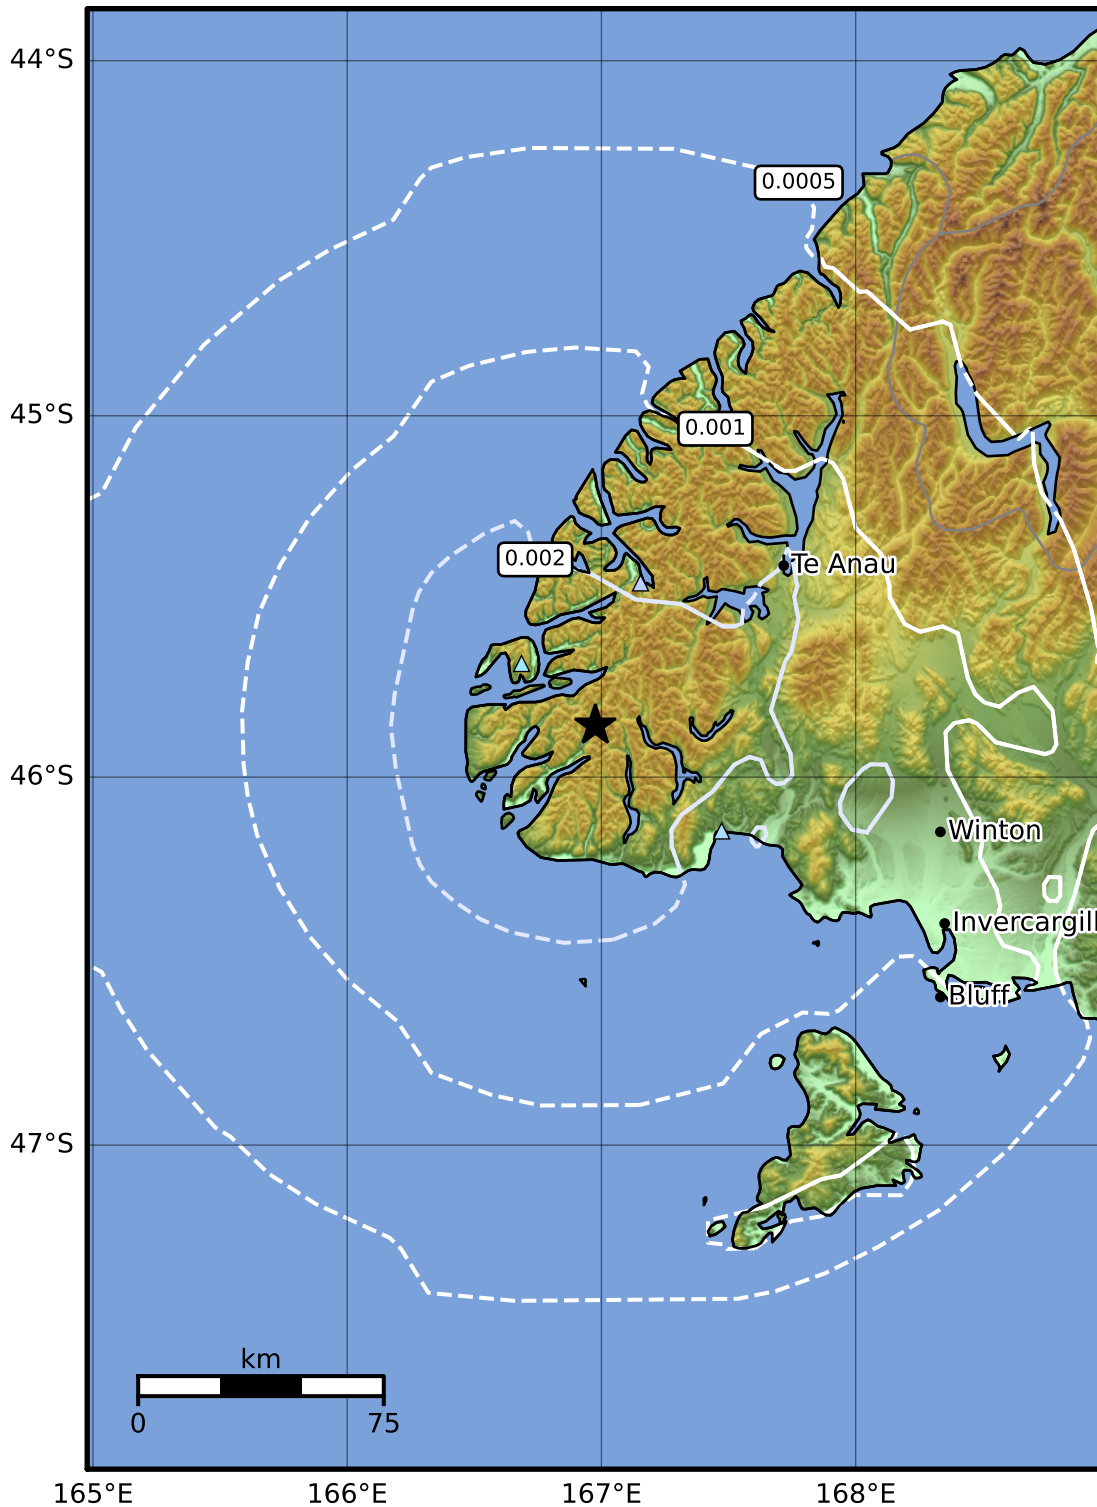 44°S
0.0005
45°S
0.001
0.002
Te Anau
46°S
Winton
Invercargill
Bluff
47°S
km
0
75
165°E
166°E
167°E
168°E